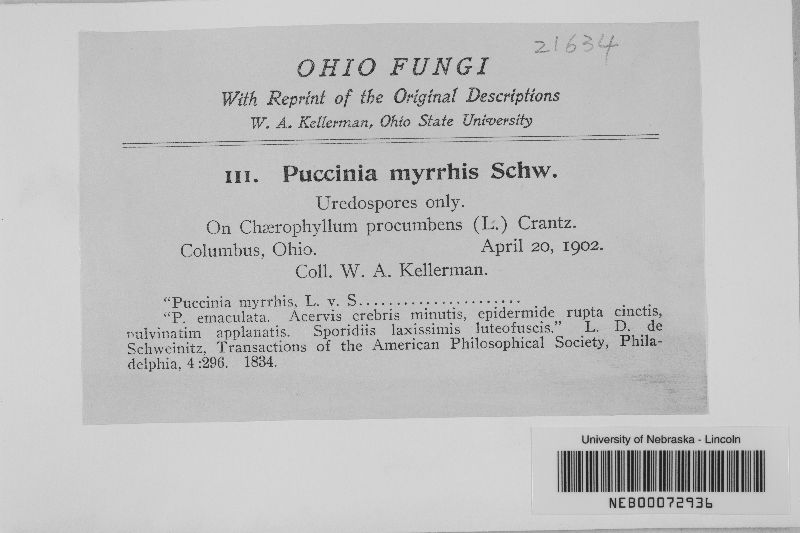 21634
OHIO FUNGI
With Reprint of the Original Descriptions
W. A. Kellerman, Ohio State University
111. Puccinia myrrhis Schw.
Uredospores only.
On Chærophyllum procumbens (L.) Crantz.
Columbus, Ohio. April 20, 1902.
Coll. W. A. Kellerman.
"Puccinia myrrhis, L. v. S.....................
"P. emaculata. Acervis crebris minutis, epidermide rupta cinctis,
pulvinatim applanatis. Sporidiis laxissimis luteofuscis." L. D. de
Schweinitz, Transactions of the American Philosophical Society, Phila-
delphia, 4:296. 1834.
University of Nebraska - Lincoln
NEB00072936